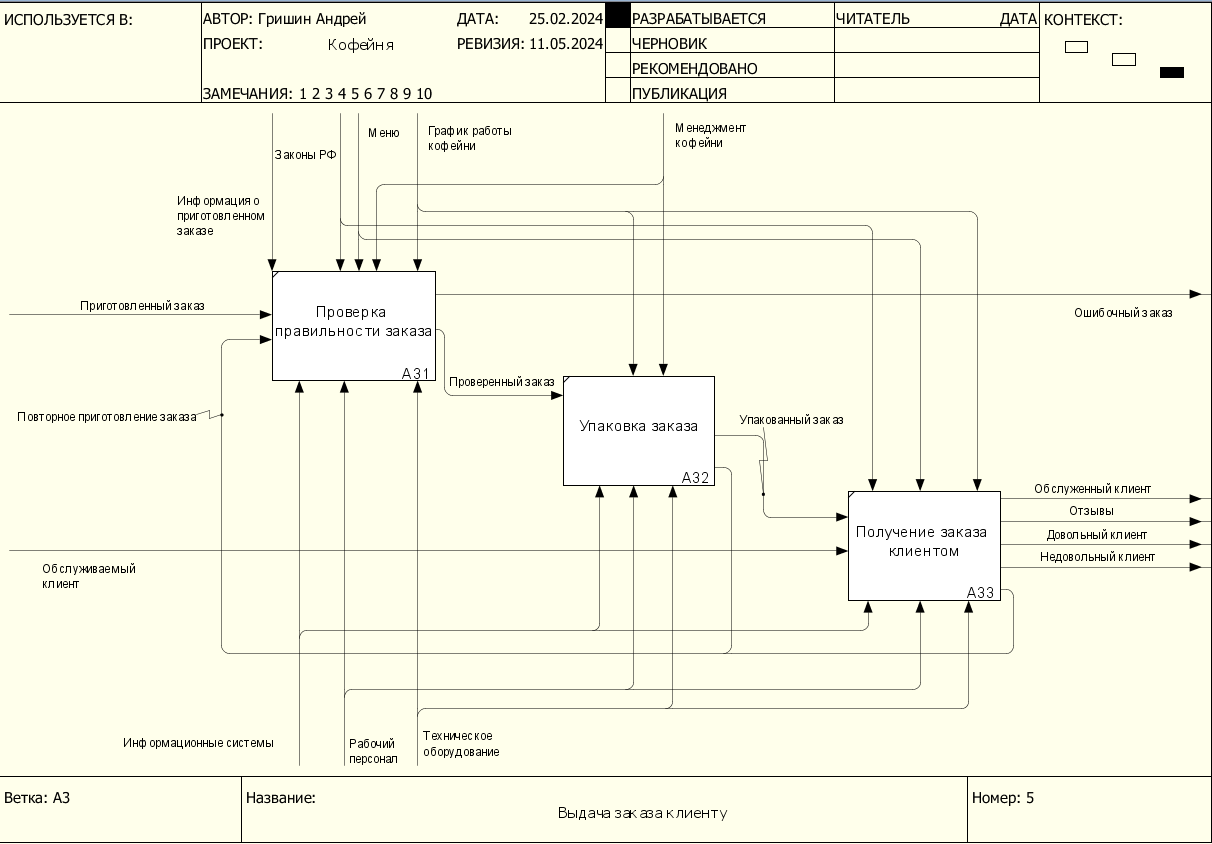 ИСПОЛЬЗУЕТСЯ В:
АВТОР: Гришин Андрей
ДАТА: 25.02.2024
РАЗРАБАТЫВАЕТСЯ
ЧИТАТЕЛЬ
ДАТА
КОНТЕКСТ:
ПРОЕКТ: Кофейня
РЕВИЗИЯ: 11.05.2024
ЧЕРНОВИК
РЕКОМЕНДОВАНО
ЗАМЕЧАНИЯ: 1 2 3 4 5 6 7 8 9 10
ПУБЛИКАЦИЯ
Законы РФ
Меню
График работы
кофейни
Менеджмент
кофейни
Информация о
приготовленном
заказе
Приготовленный заказ
Проверка
правильности заказа
A31
Ошибочный заказ
Проверенный заказ
Повторное приготовление заказа
Упаковка заказа
A32
Упакованный заказ
Обслуженный клиент
Отзывы
Довольный клиент
Недовольный клиент
Получение заказа
клиентом
A33
Обслуживаемый
клиент
Информационные системы
Рабочий
персонал
Техническое
оборудование
Ветка: A3
Название:
Выдача заказа клиенту
Номер: 5